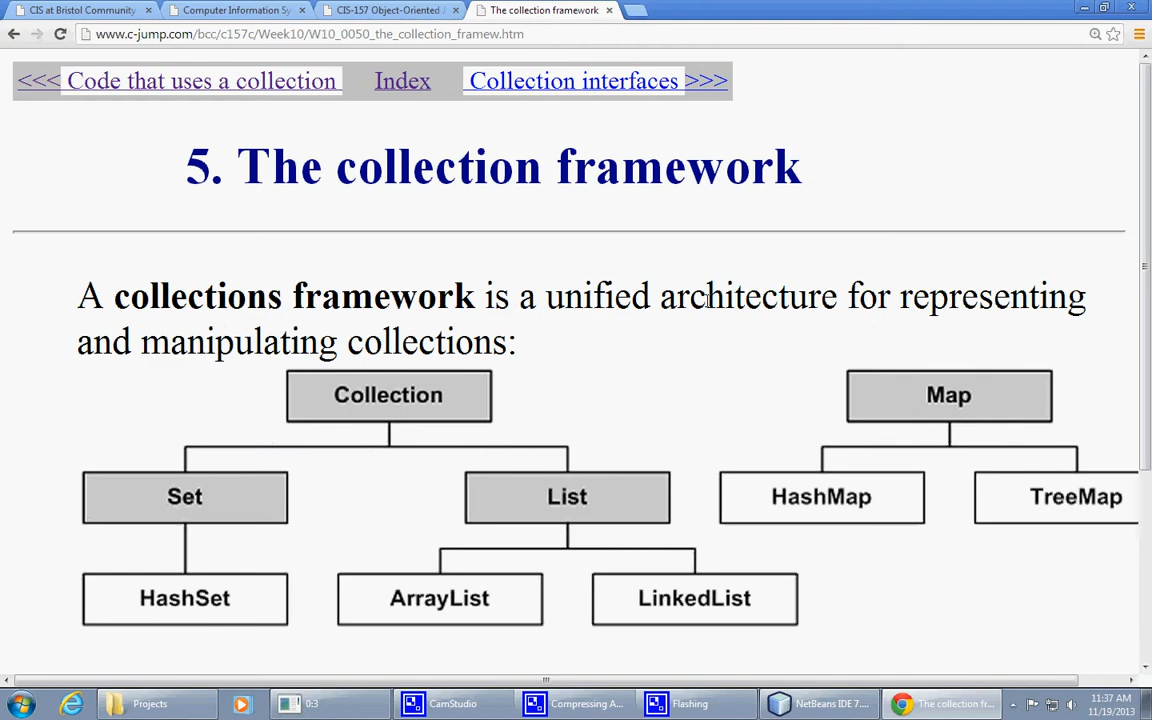 CIS at Bristol Community
Computer Information Sy
CIS-157 Object-Oriented
The collection framework
www.c-jump.com/bcc/c157c/Week10/W10_0050_the_collection_framew.htm
<<< Code that uses a collection Index Collection interfaces >>>
5. The collection framework
A collections framework is a unified architecture for representing
and manipulating collections:
Collection Map
Set List HashMap TreeMap
HashSet ArrayList LinkedList
Projects 0:3 CamStudio Compressing A... Flashing NetBeans IDE 7.... The collection fr...
11:37 AM
11/19/2013